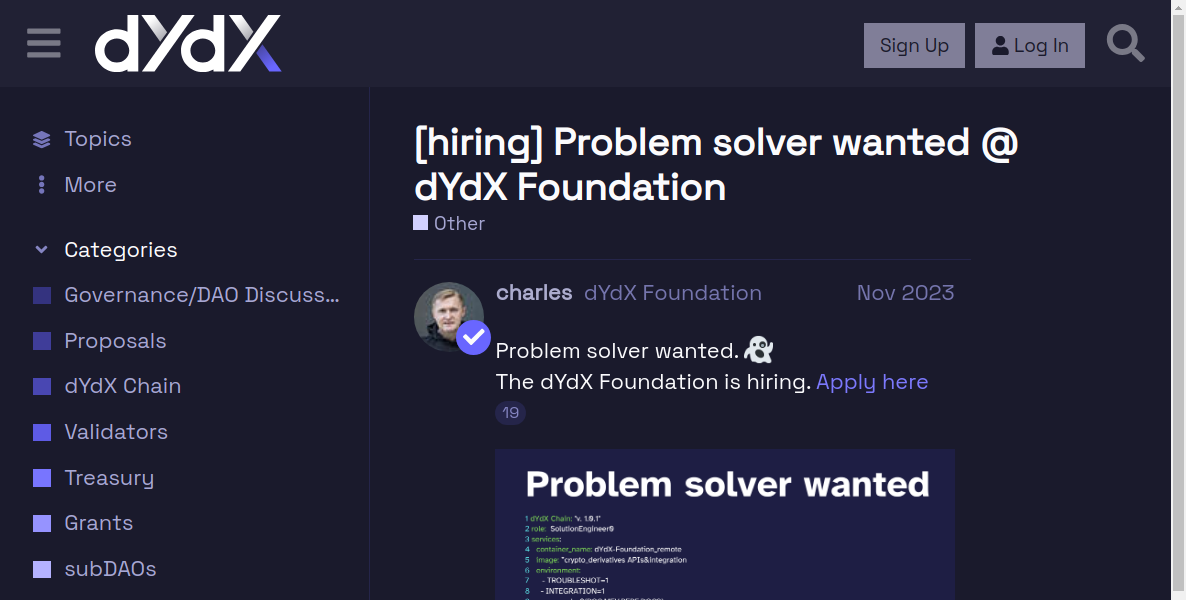 dYdX
Sign Up
Log In
Topics
More
Categories
Governance/DAO Discuss...
Proposals
dYdX Chain
Validators
Treasury
Grants
subDAOs
[hiring] Problem solver wanted @
dYdX Foundation
Other
charles dYdX Foundation Nov 2023
Problem solver wanted.
The dYdX Foundation is hiring. Apply here
19
Problem solver wanted
1 dYdX Chain: "v. 1.0.1"
2 role: SolutionEngineer0
3 services:
4 container_name: dYdX-Foundation_remote
5 image: "crypto_derivatives APIs&integration
6 environment:
7 - TROUBLESHOT=1
8 - INTEGRATION=1